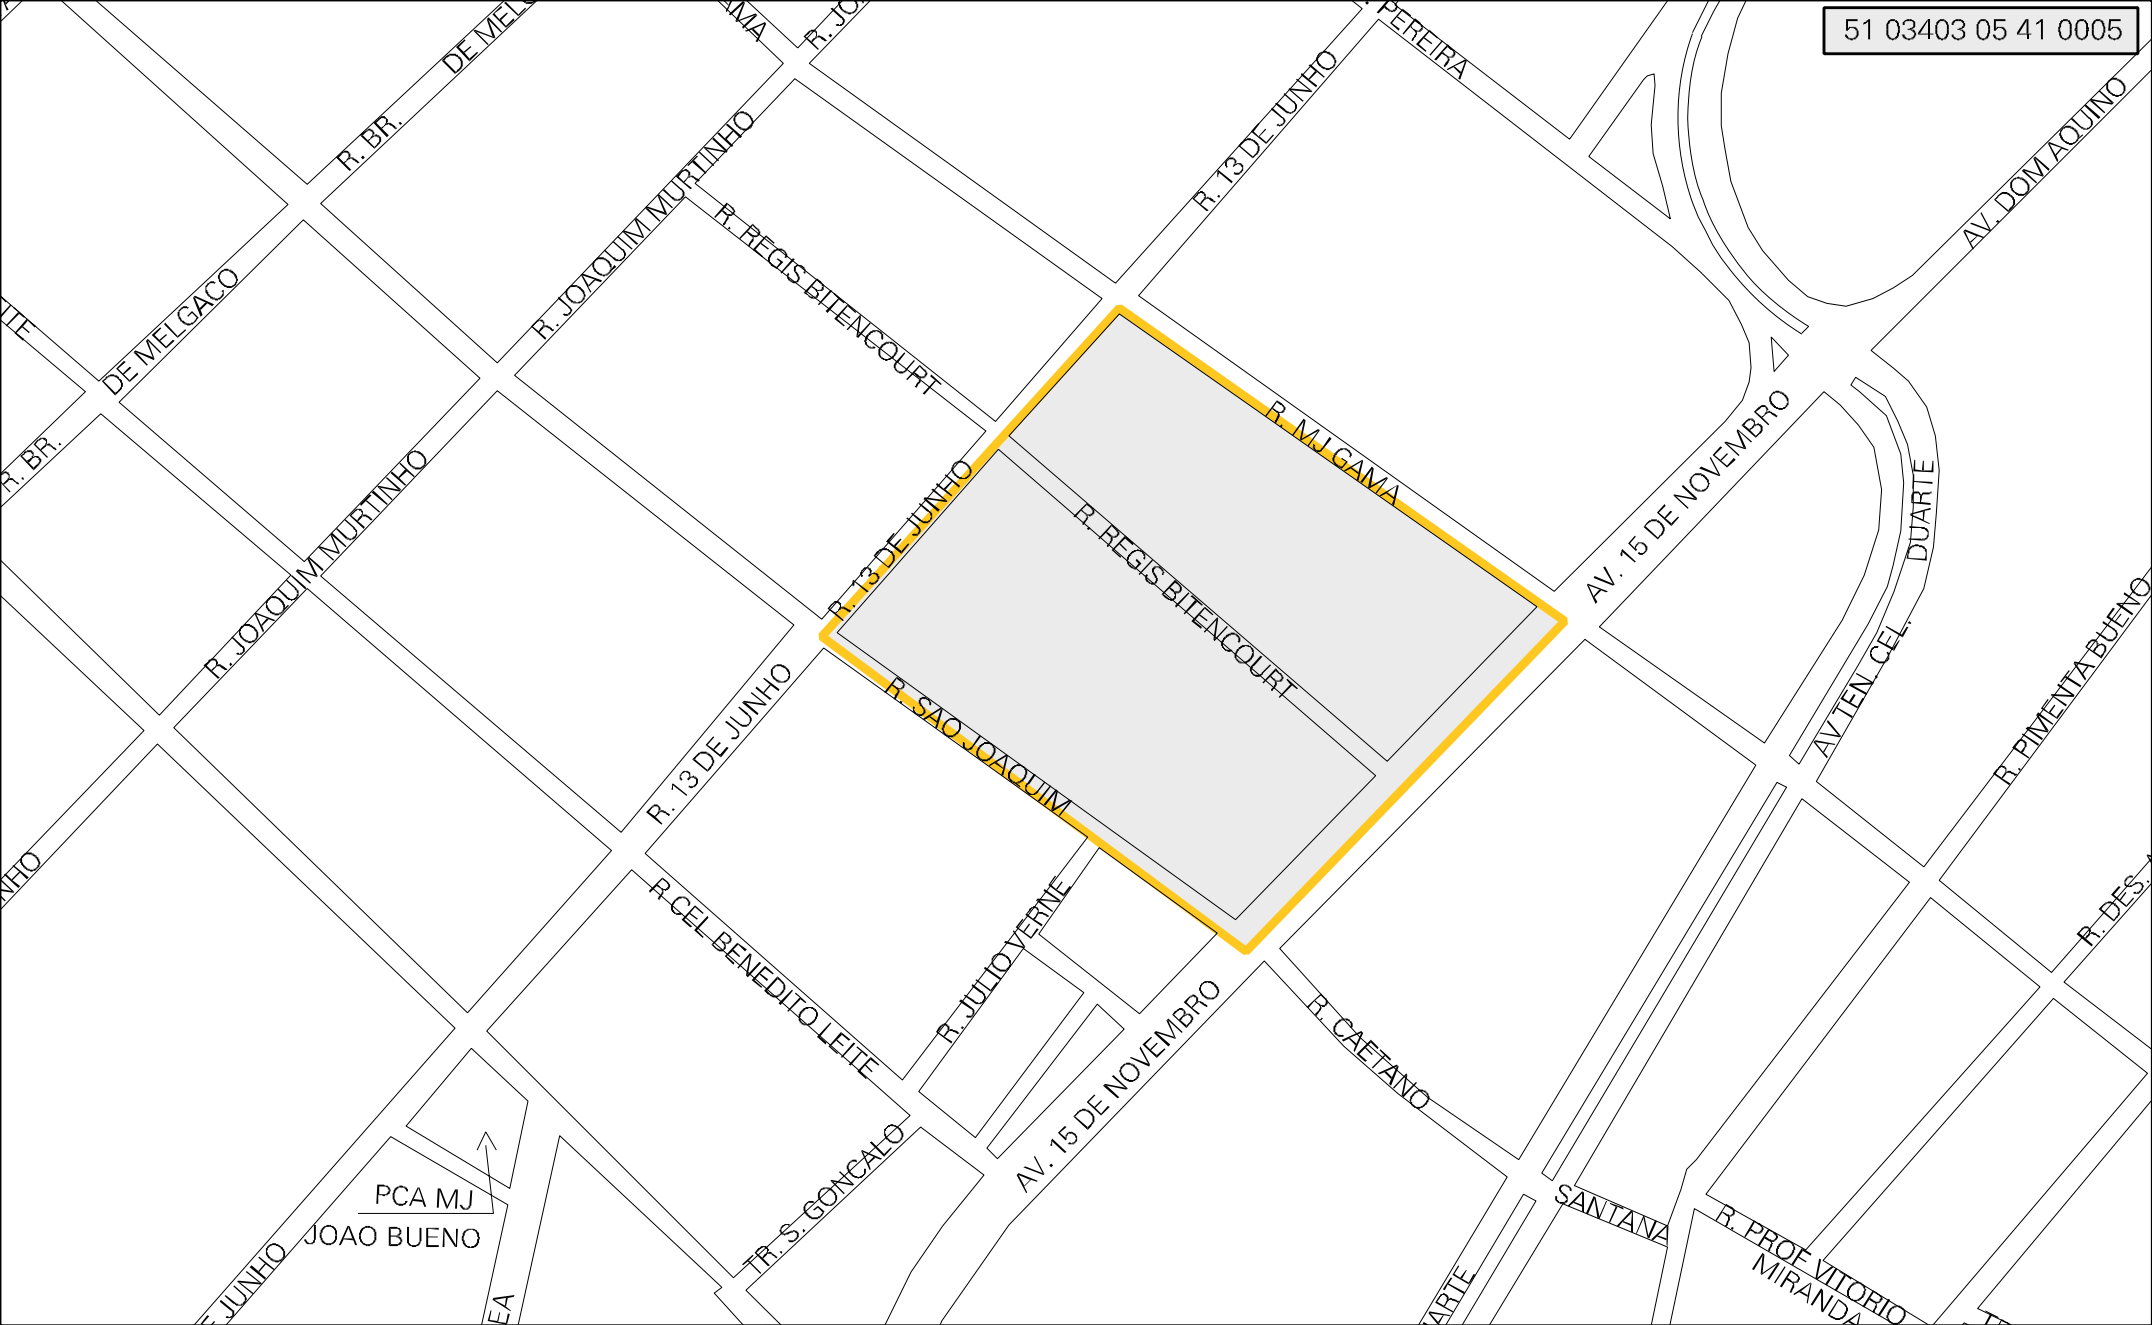 51 03403 05 41 0005
R. BR.
R. PEREIRA
R. 13 DE JUNHO
AV. DOM AQUINO
R. JOAQUIM MURTINHO
R. REGIS BITENCOURT
DE MELGACO
R. BR.
R. MJ GAMA
AV. 15 DE NOVEMBRO
DUARTE
R. JOAQUIM MURTINHO
R. 13 DE JUNHO
R. REGIS BITENCOURT
AV TEN. CEL.
R. PIMENTA BUENO
R. SAO JOAQUIM
R. 13 DE JUNHO
R. DES.
R CEL BENEDITO LEITE
R. JULIO VERNE
R. CAETANO
AV. 15 DE NOVEMBRO
TR. S. GONCALO
PCA MJ
JOAO BUENO
SANTANA
R. PROF VITORIO
MIRANDA
JUNHO